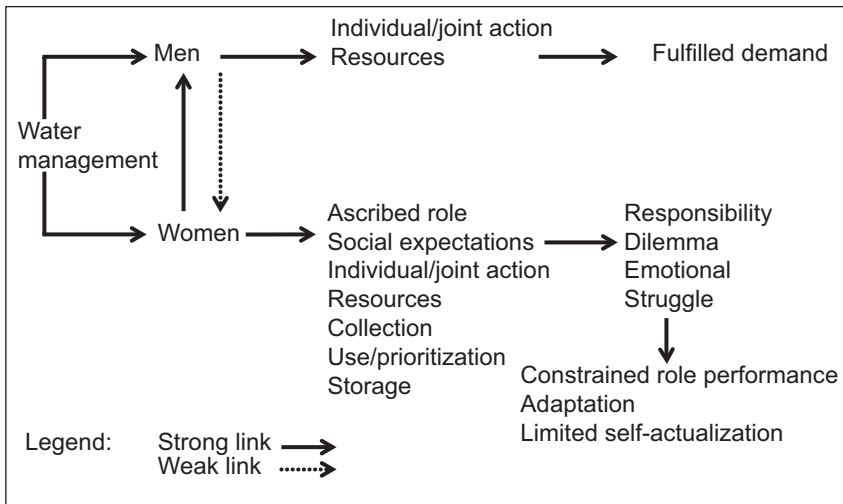 Individual/joint action
Men
Resources
Fulfilled demand
Water
management
Women
Ascribed role
Social expectations
Individual/joint action
Resources
Collection
Use/prioritization
Storage
Responsibility
Dilemma
Emotional
Struggle
Constrained role performance
Adaptation
Limited self-actualization
Legend:
Strong link
Weak link